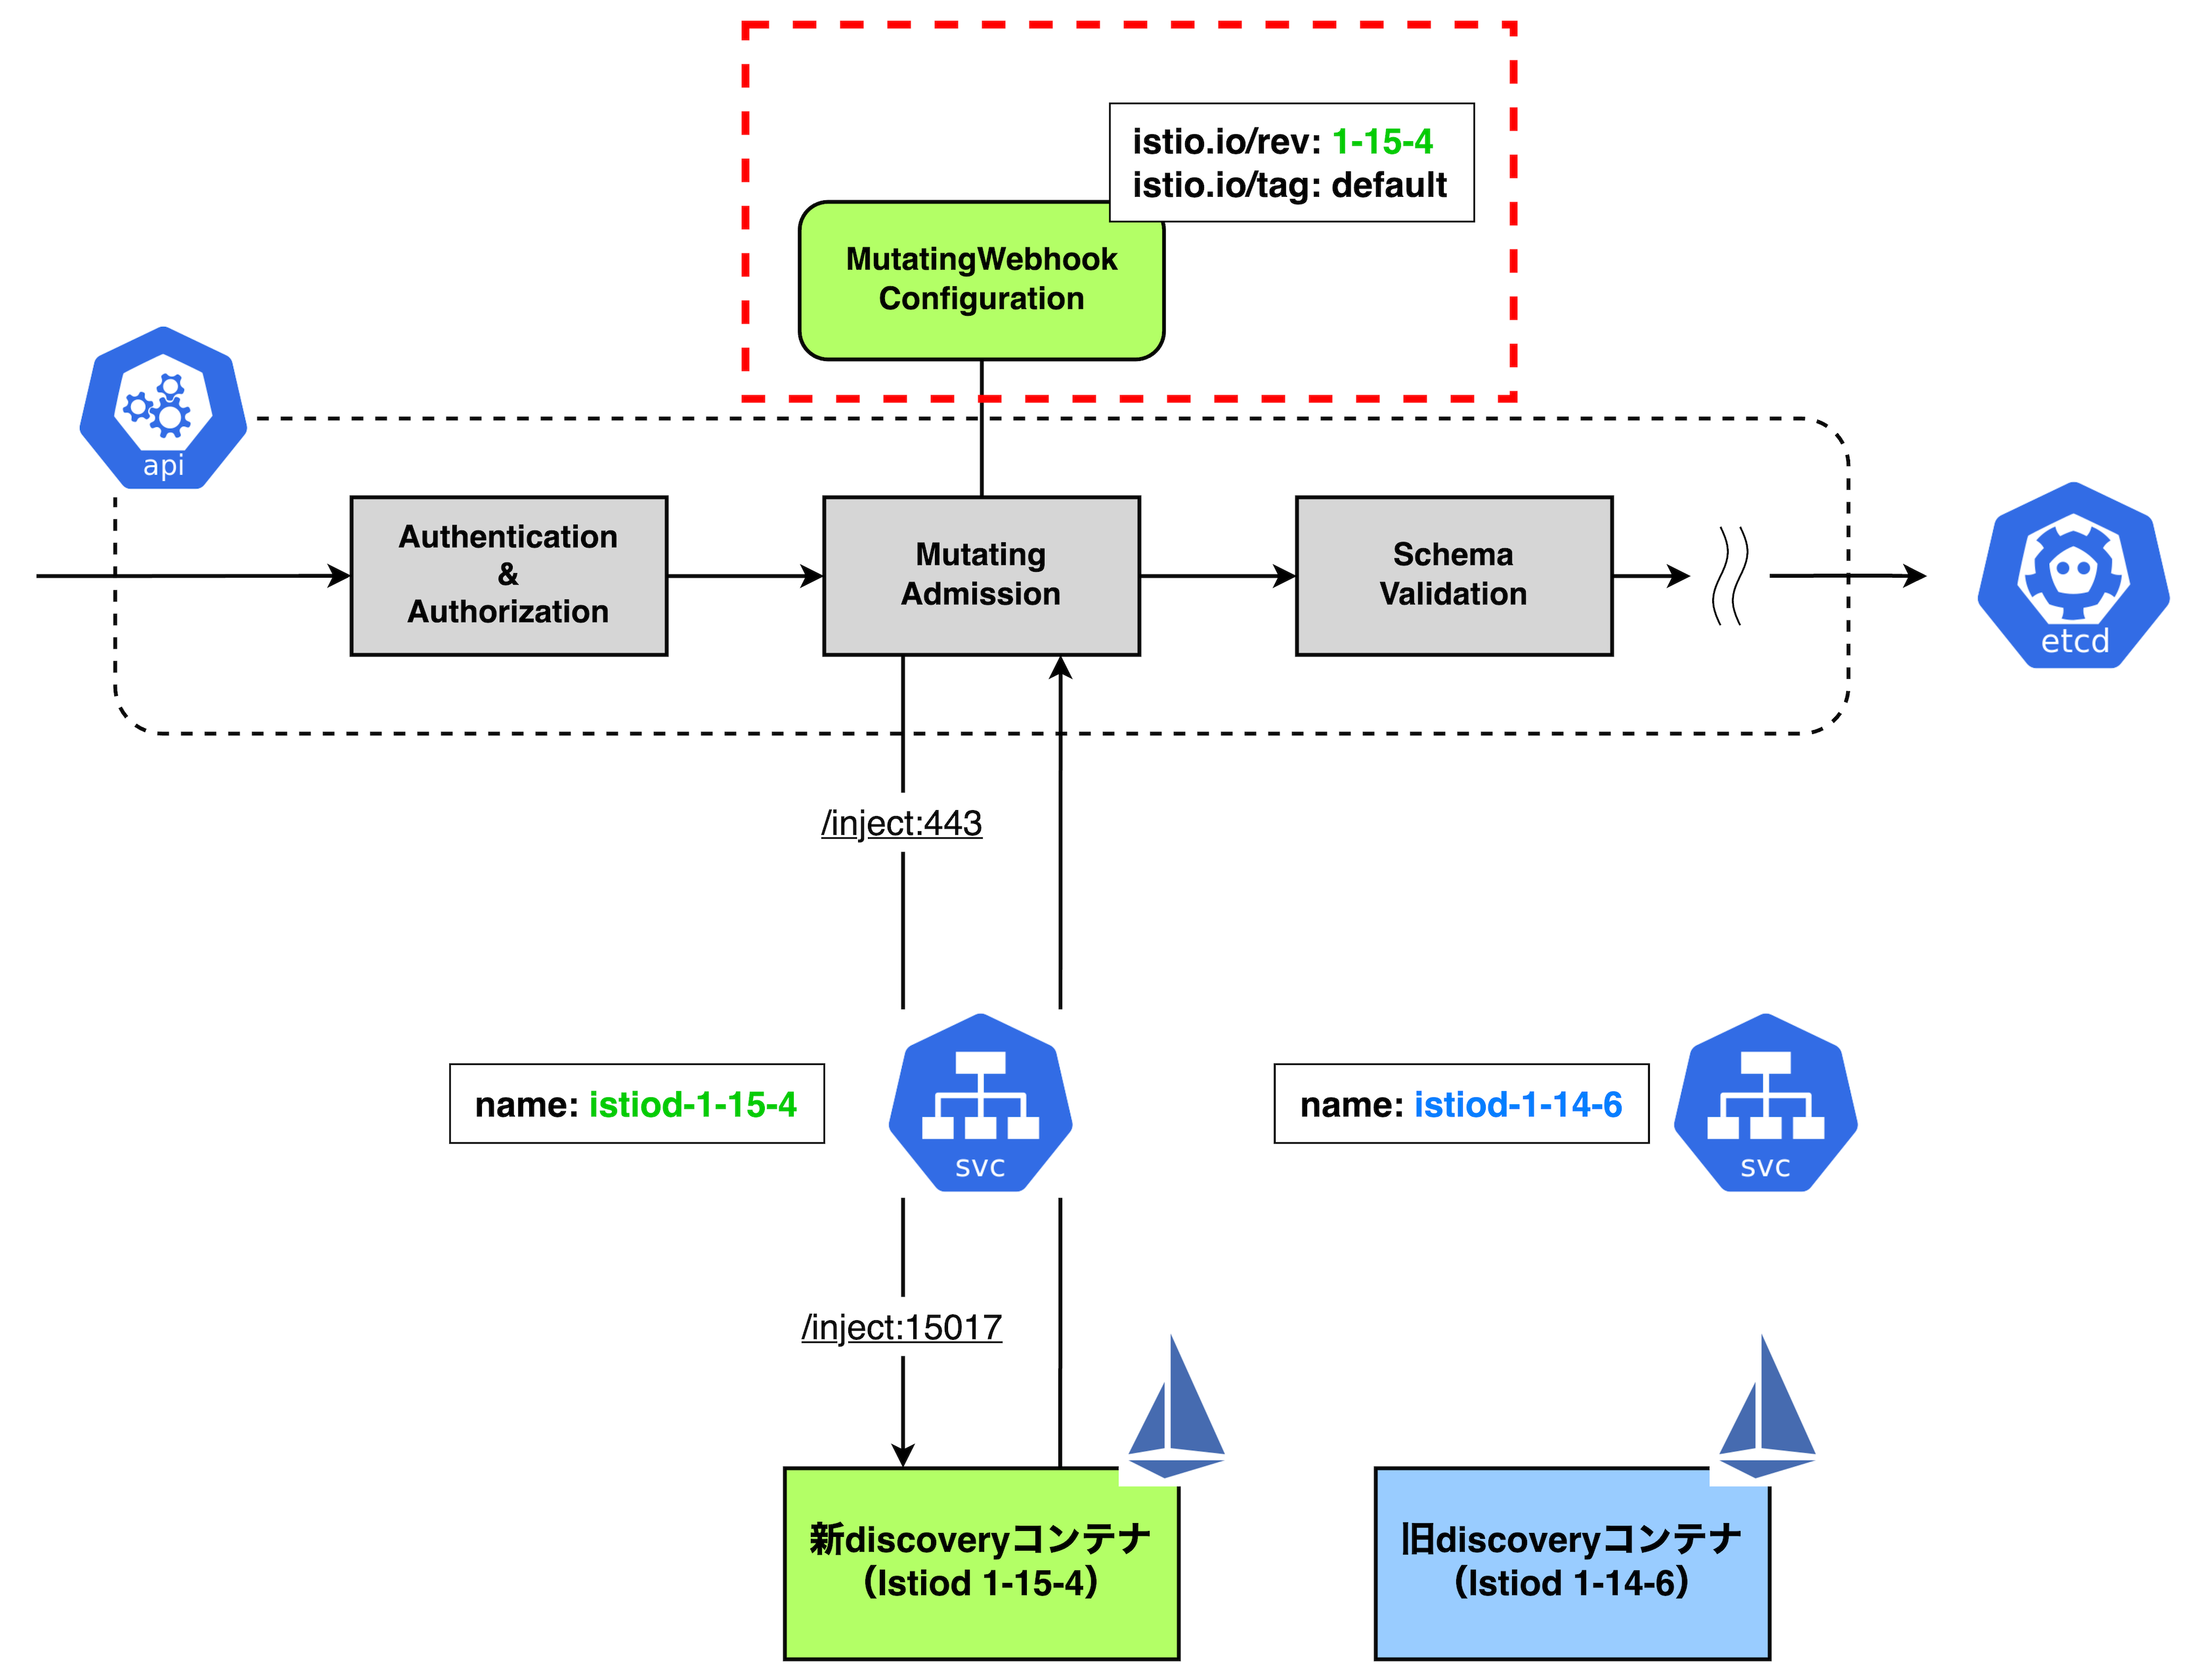 istio.io/rev: 1-15-4
istio.io/tag: default
MutatingWebhook
Configuration
api
Authentication
&
Authorization
Mutating
Admission
Schema
Validation
etcd
/inject:443
name: istiod-1-15-4
svc
name: istiod-1-14-6
svc
/inject:15017
新discoveryコンテナ
（Istiod 1-15-4）
旧discoveryコンテナ
（Istiod 1-14-6）